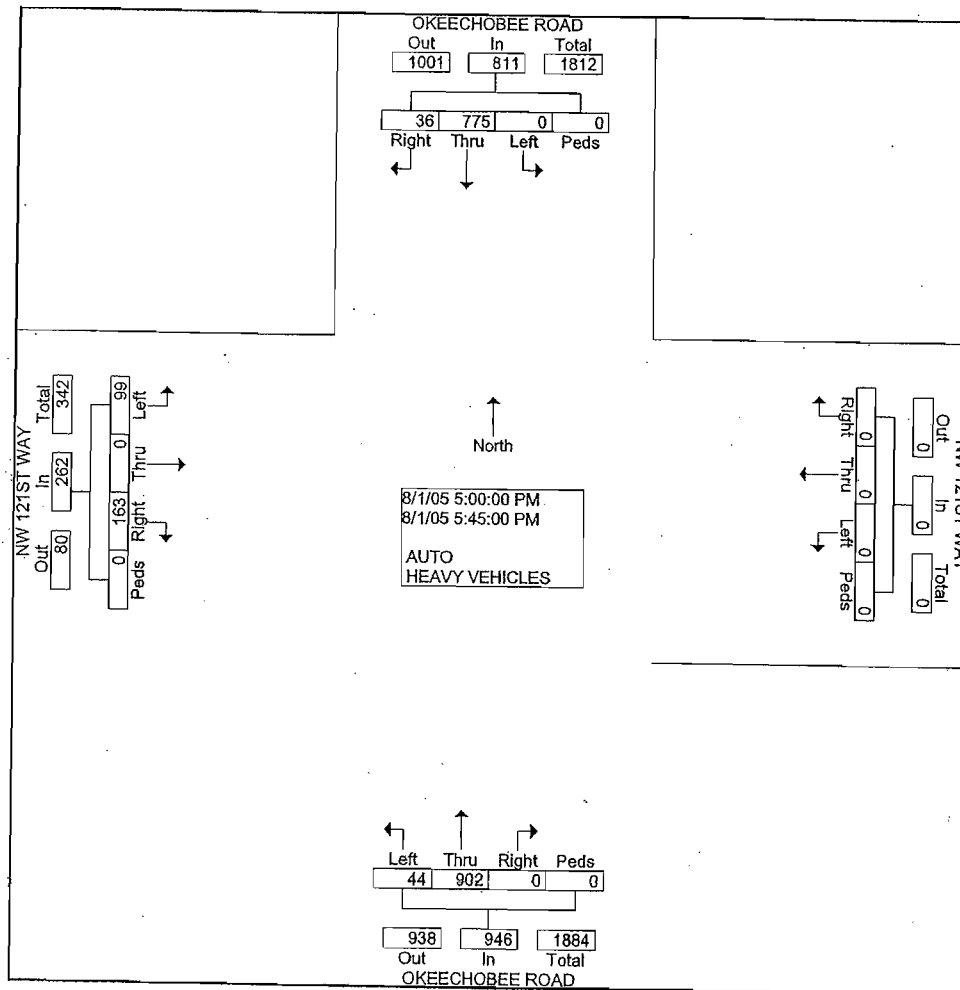 OKEECHOBEE ROAD
Out In Total
1001 811 1812
36 775 0 0
Right Thru Left Peds
NW 121ST WAY
Total In Out
342 262 80
99 0 163 0
Left Thru Right Peds
North
8/1/05 5:00:00 PM
8/1/05 5:45:00 PM
AUTO
HEAVY VEHICLES
Right Thru Left Peds
0 0 0 0
Out In Total
0 0 0
Left Thru Right Peds
44 902 0 0
938 946 1884
Out In Total
OKEECHOBEE ROAD